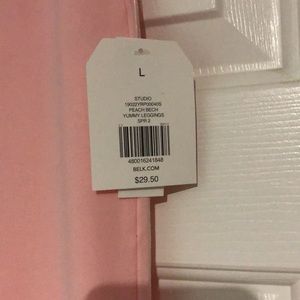 L
STUDIO
PEACH BECH
YUMMY LEGGINGS
SPR 2
480016241848
BELK.COM
$29.50